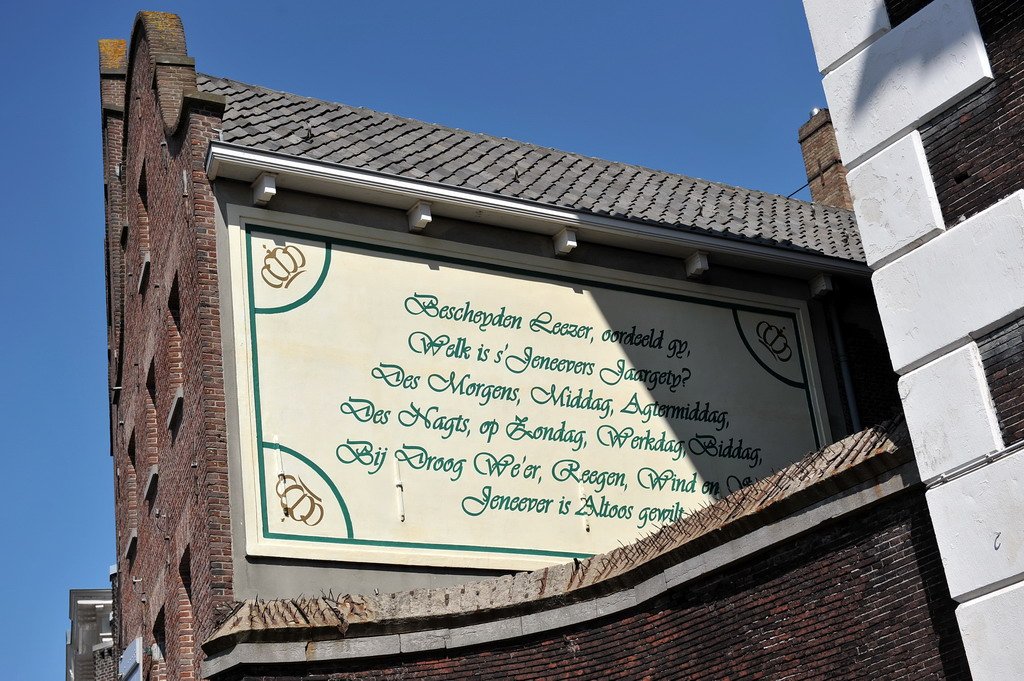 Bescheyden Leezer, oordeeld gy,
Welk is s'Jeneevers Jaargety?
Des Morgens, Middag, Agtermiddag,
Des Nagts, op Zondag, Werkdag,Biddag,
Bij Droog We'er, Reegen, Wind en
Jeneever is Altoos gewilt
2